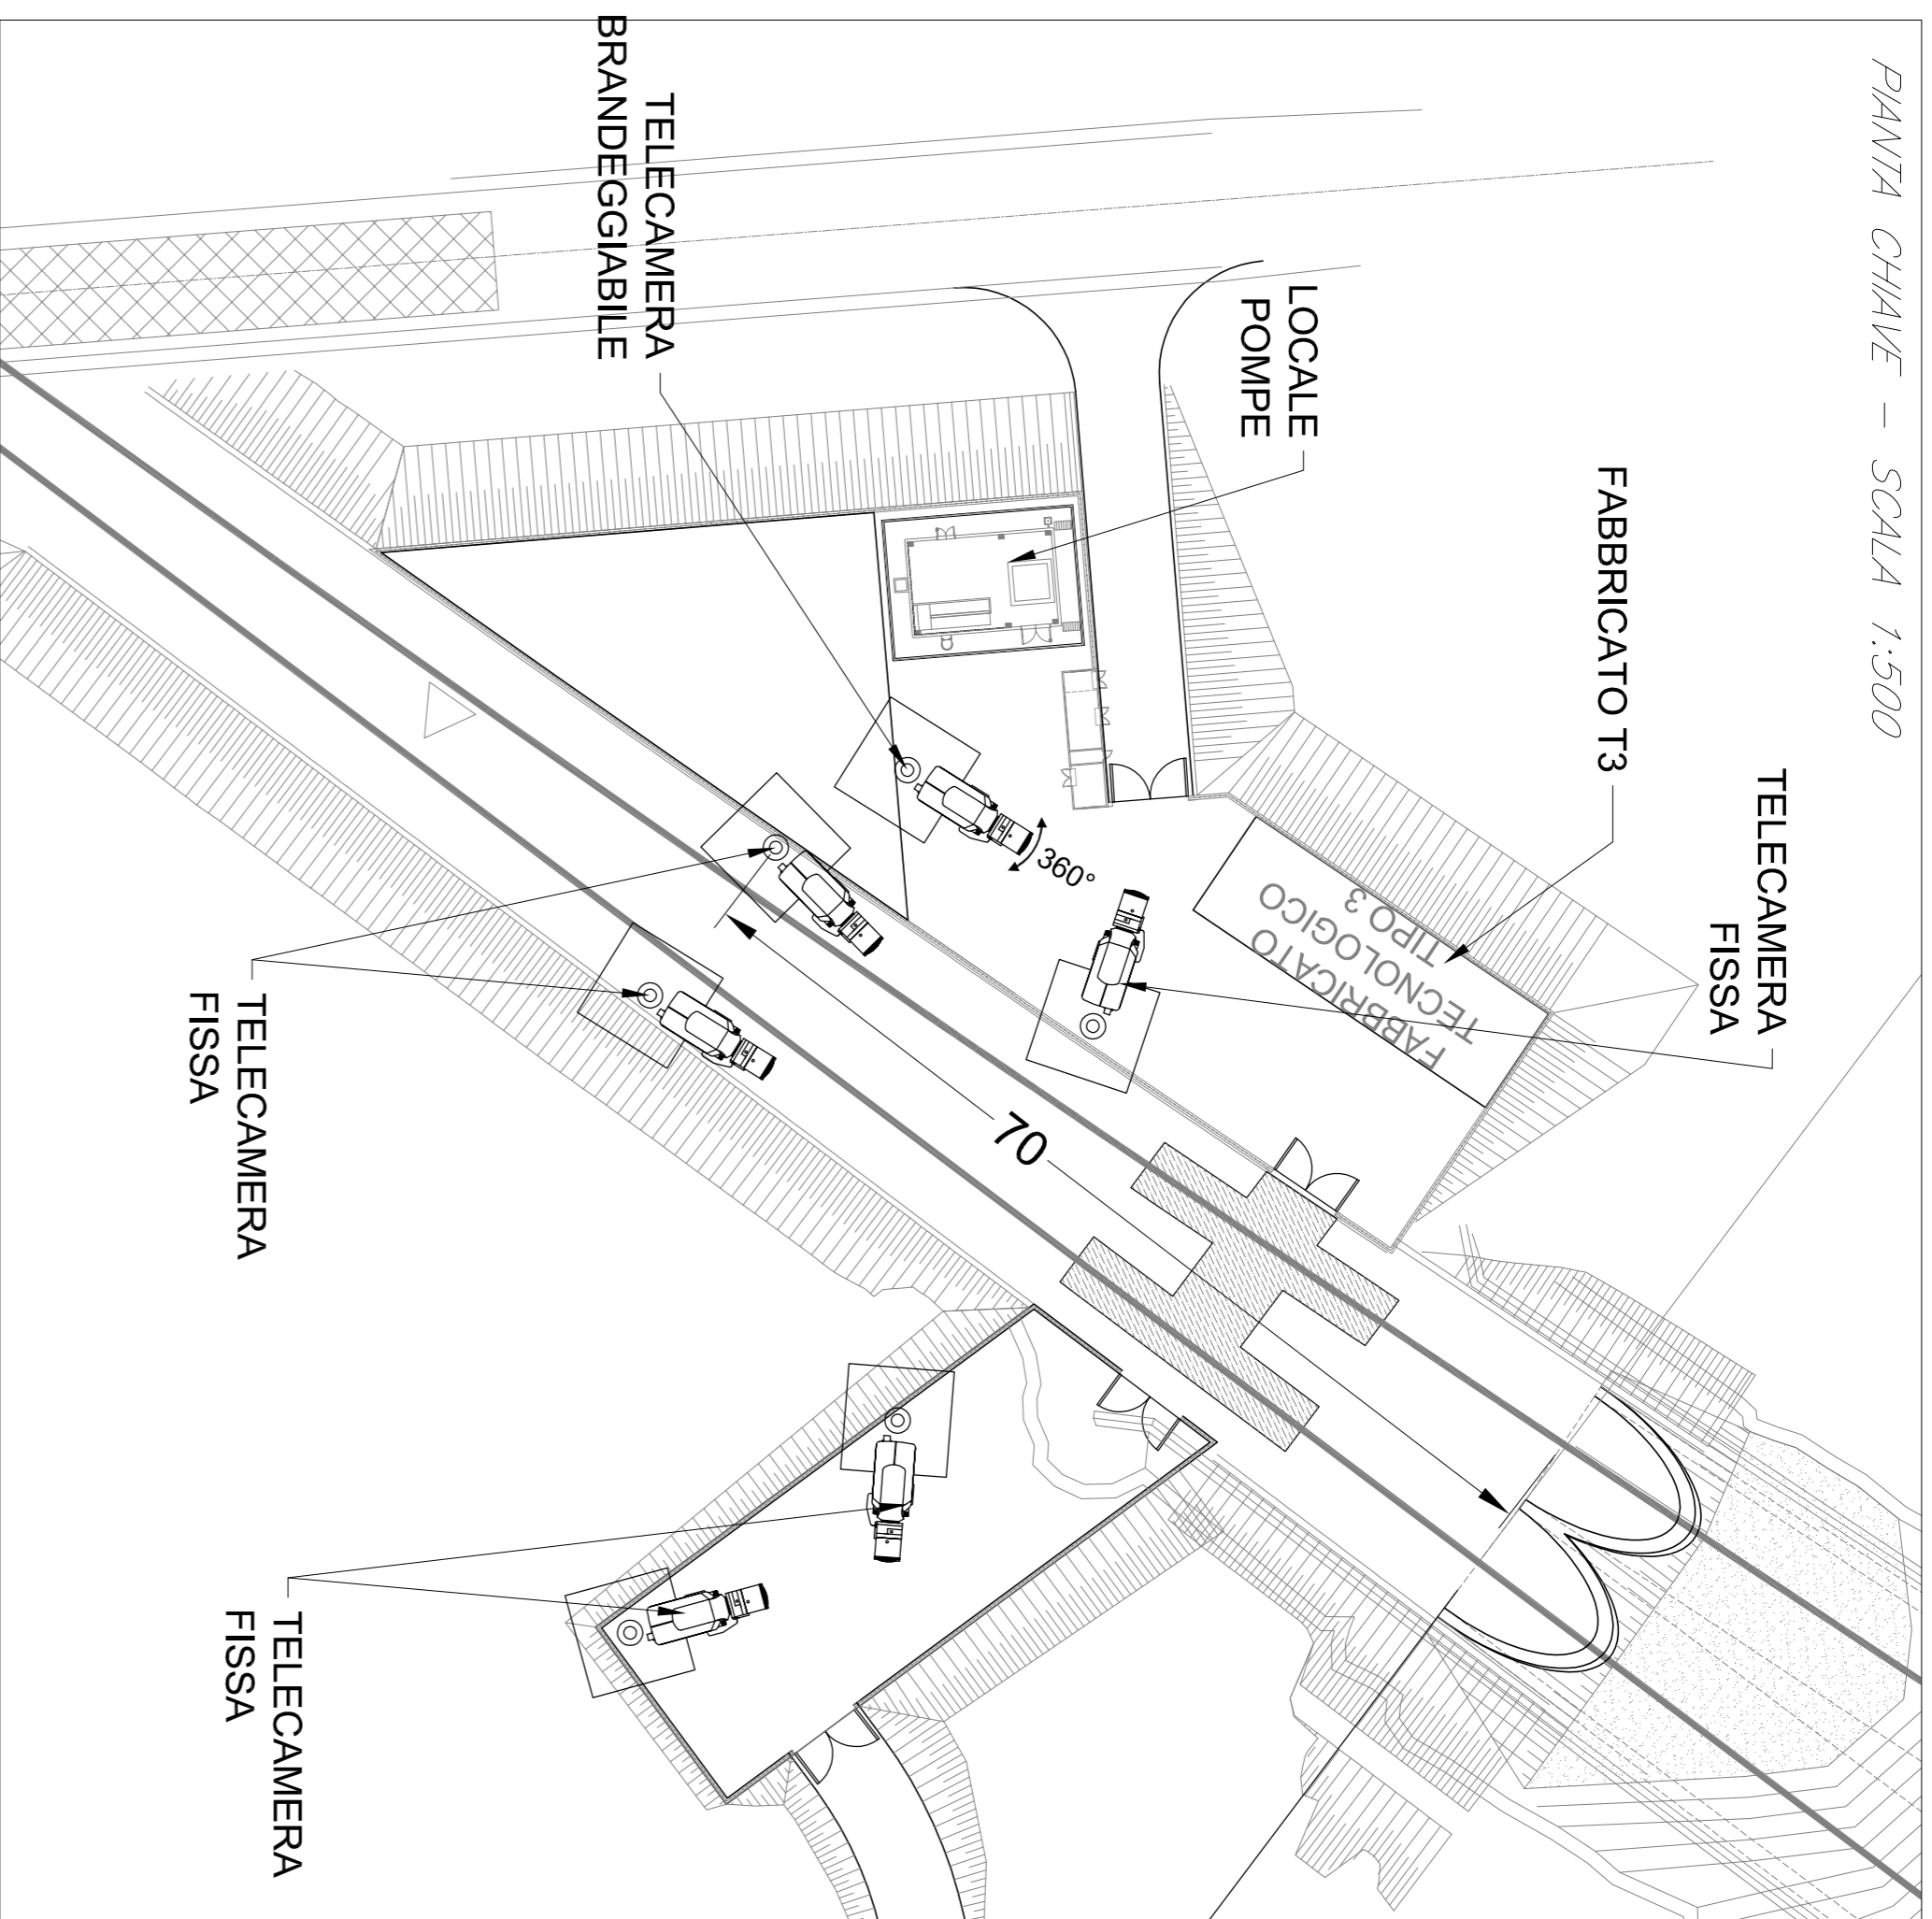 PIANTA CHIAVE – SCALA 1:500
TELECAMERA
FISSA
FABBRICATO T3
LOCALE
POMPE
TELECAMERA
BRANDEGGIABILE
FABBRICATO
TECNOLOGICO
TIPO 3
360°
70
TELECAMERA
FISSA
TELECAMERA
FISSA